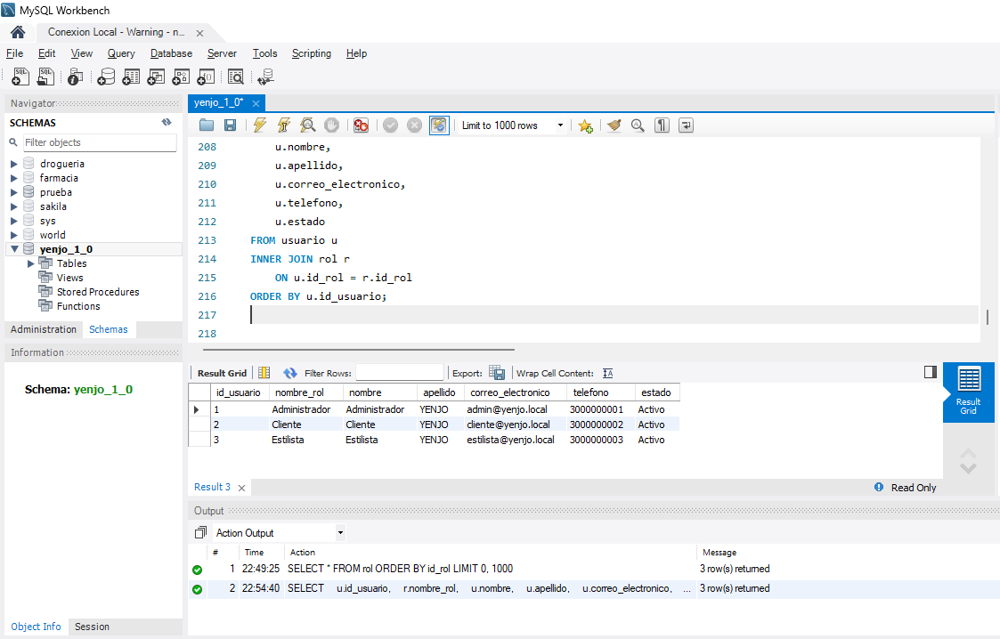 MySQL Workbench
Conexion Local - Warning - n...
File Edit View Query Database Server Tools Scripting Help
Navigator
SCHEMAS
Filter objects
drogueria
farmacia
prueba
sakila
sys
world
yenjo_1_0
Tables
Views
Stored Procedures
Functions
Administration Schemas
Information
Schema: yenjo_1_0
Object Info Session
yenjo_1_0*
Limit to 1000 rows
208 u.nombre,
209 u.apellido,
210 u.correo_electronico,
211 u.telefono,
212 u.estado
213 FROM usuario u
214 INNER JOIN rol r
215 ON u.id_rol = r.id_rol
216 ORDER BY u.id_usuario;
217
218
Result Grid Filter Rows: Export: Wrap Cell Content:
id_usuario nombre_rol nombre apellido correo_electronico telefono estado
1 Administrador Administrador YENJO admin@yenjo.local 3000000001 Activo
2 Cliente Cliente YENJO cliente@yenjo.local 3000000002 Activo
3 Estilista Estilista YENJO estilista@yenjo.local 3000000003 Activo
Result
Grid
Result 3 Read Only
Output
Action Output
# Time Action Message
1 22:49:25 SELECT * FROM rol ORDER BY id_rol LIMIT 0, 1000 3 row(s) returned
2 22:54:40 SELECT u.id_usuario, r.nombre_rol, u.nombre, u.apellido, u.correo_electronico, ... 3 row(s) returned